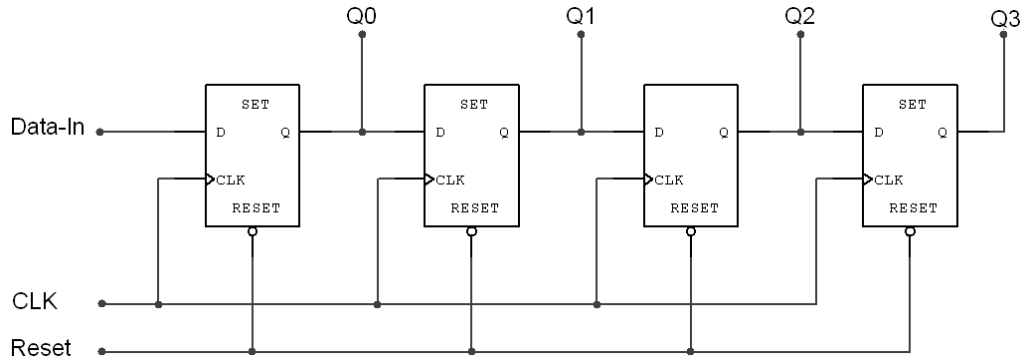 Q0 Q1 Q2 Q3
SET SET SET
Data-In D Q D Q D Q D Q
CLK CLK CLK CLK
RESET RESET RESET RESET
CLK
Reset